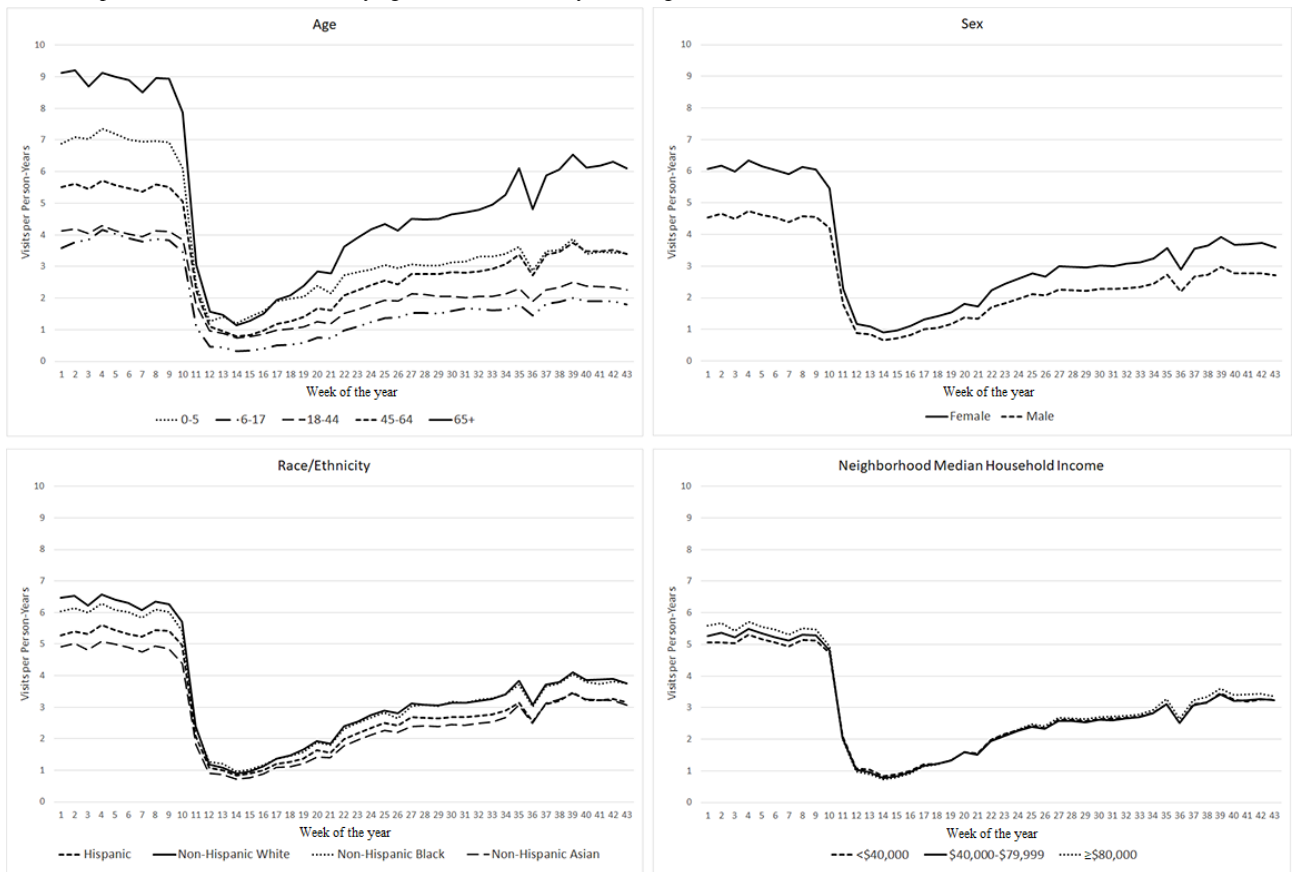 Age
10
9
8
7
6
5
4
3
2
1
0
Visits per Person-Years
1 2 3 4 5 6 7 8 9 10 11 12 13 14 15 16 17 18 19 20 21 22 23 24 25 26 27 28 29 30 31 32 33 34 35 36 37 38 39 40 41 42 43
Week of the year
0-5 6-17 18-44 45-64 65+
Sex
10
9
8
7
6
5
4
3
2
1
0
Visits per Person-Years
1 2 3 4 5 6 7 8 9 10 11 12 13 14 15 16 17 18 19 20 21 22 23 24 25 26 27 28 29 30 31 32 33 34 35 36 37 38 39 40 41 42 43
Week of the year
Female Male
Race/Ethnicity
10
9
8
7
6
5
4
3
2
1
0
Visits per Person-Years
1 2 3 4 5 6 7 8 9 10 11 12 13 14 15 16 17 18 19 20 21 22 23 24 25 26 27 28 29 30 31 32 33 34 35 36 37 38 39 40 41 42 43
Week of the year
Hispanic Non-Hispanic White Non-Hispanic Black Non-Hispanic Asian
Neighborhood Median Household Income
10
9
8
7
6
5
4
3
2
1
0
Visits per Person-Years
1 2 3 4 5 6 7 8 9 10 11 12 13 14 15 16 17 18 19 20 21 22 23 24 25 26 27 28 29 30 31 32 33 34 35 36 37 38 39 40 41 42 43
Week of the year
<$40,000 $40,000-$79,999 ≥$80,000